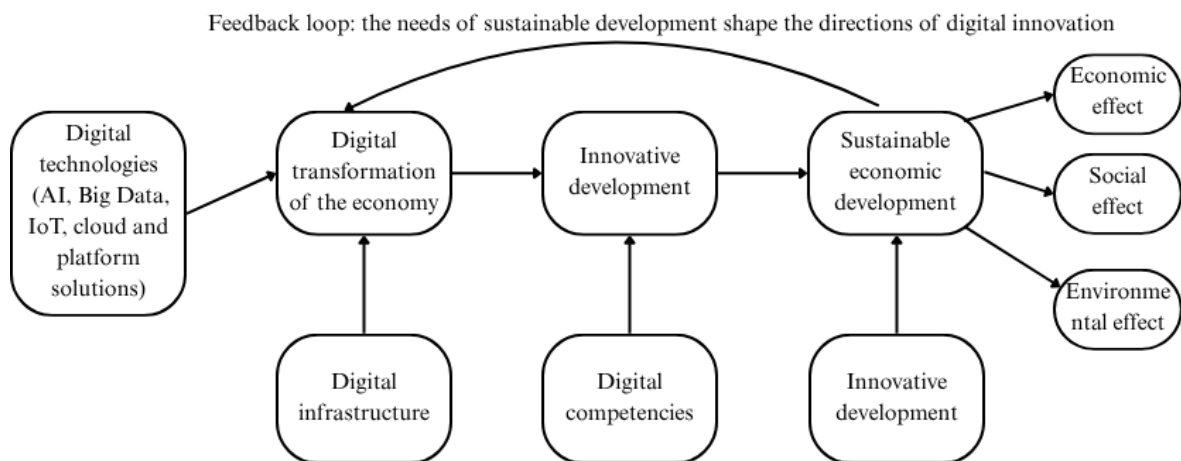 Feedback loop: the needs of sustainable development shape the directions of digital innovation
Digital
technologies
(AI, Big Data,
IoT, cloud and
platform
solutions)
Digital
transformation
of the economy
Innovative
development
Sustainable
economic
development
Economic
effect
Social
effect
Environme
ntal effect
Digital
infrastructure
Digital
competencies
Innovative
development